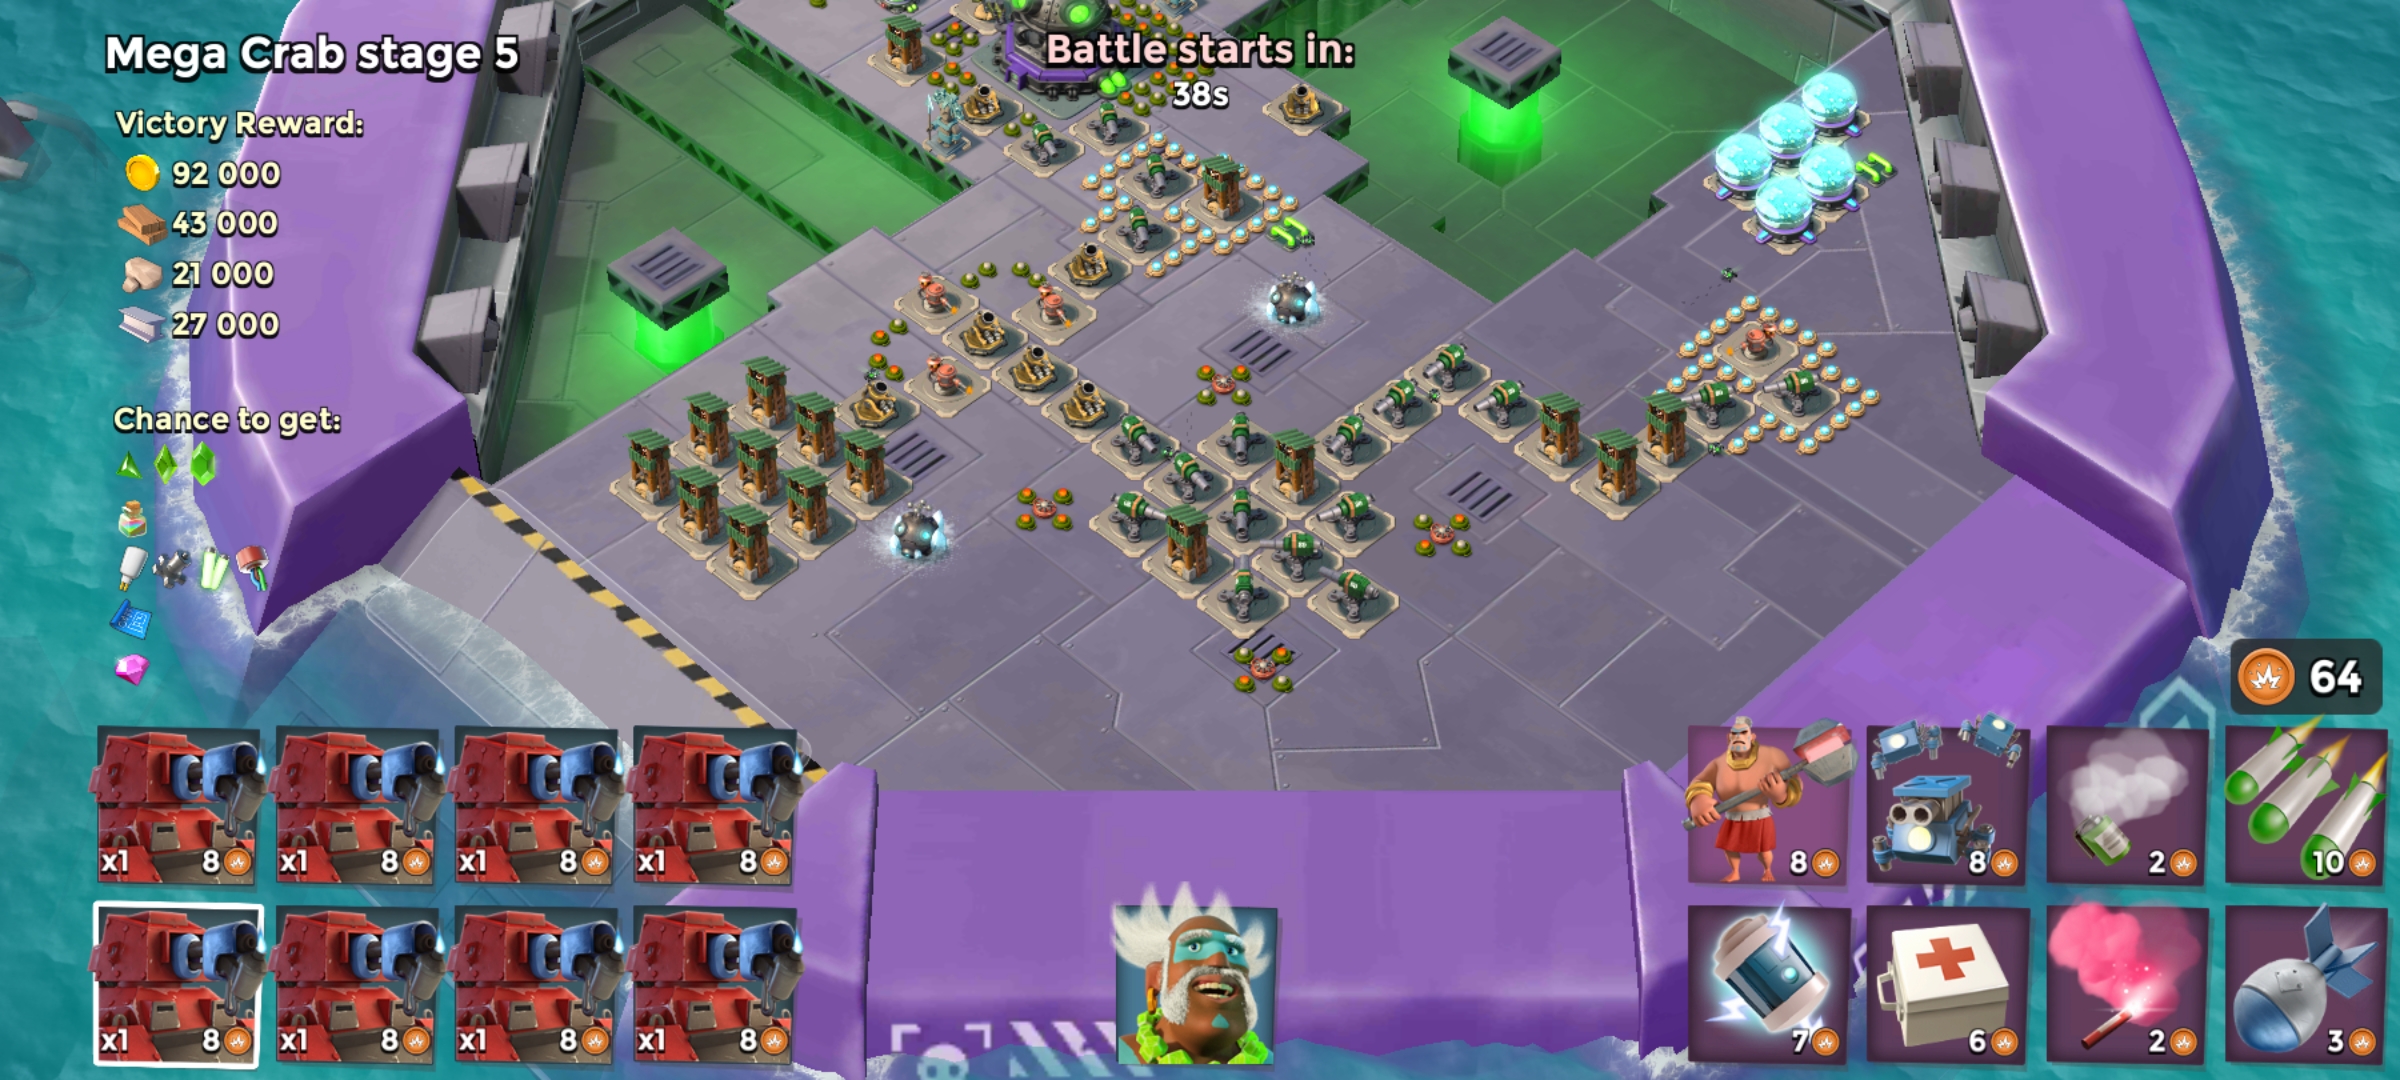 Mega Crab stage 5
Battle starts in:
38s
Victory Reward:
92 000
43 000
21 000
27 000
Chance to get:
64
x1 8
x1 8
x1 8
x1 8
8
8
2
10
x1 8
x1 8
x1 8
x1 8
7
6
2
3